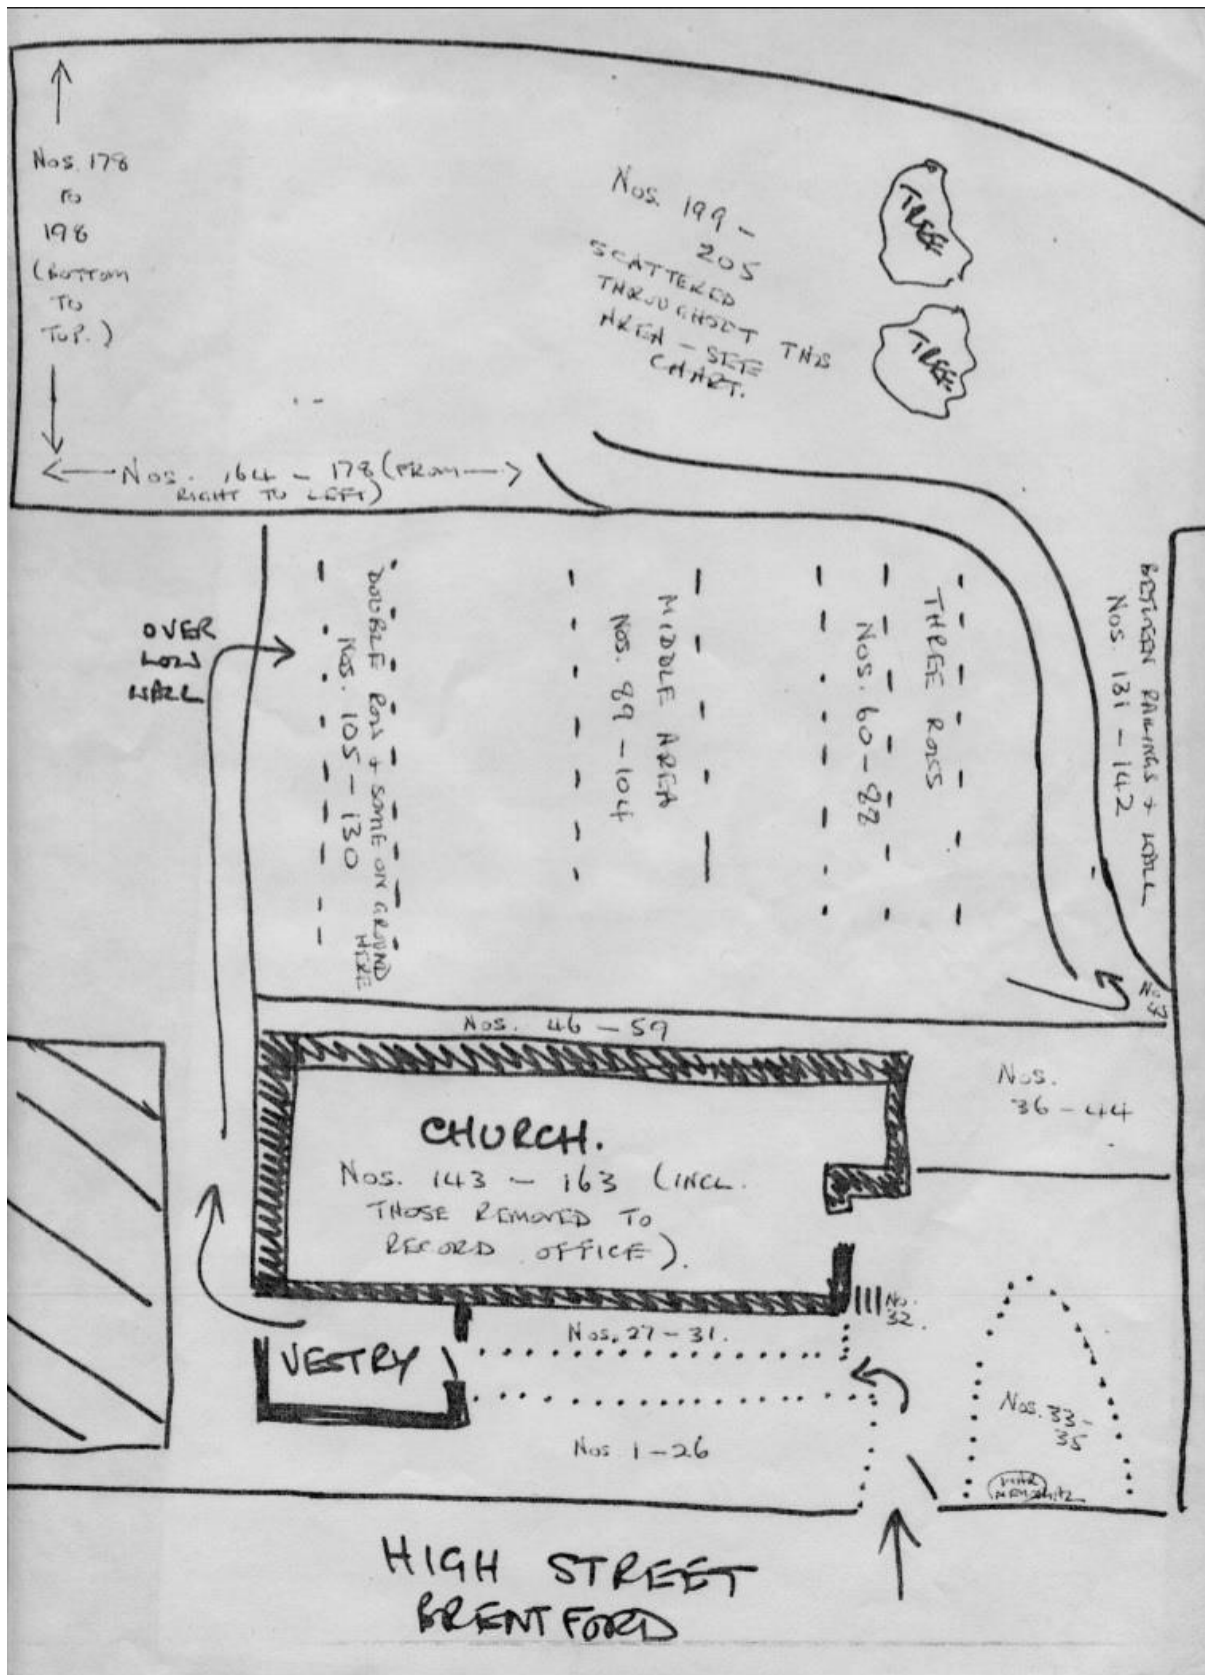 Nos. 178
TO
198
(BOTTOM
TO
TOP.)
Nos. 199 -
205
SCATTERED
THROUGHOUT THIS
AREA - SEE
CHART.
TREE
TREE
Nos. 164 - 178 (FROM
RIGHT TO LEFT)
OVER
LOW
WALL
DOUBLE ROW + SOME ON GROUND
HERE
Nos. 105 - 130
MIDDLE AREA
Nos. 89 - 104
THREE ROWS
Nos. 60 - 88
BETWEEN RAILINGS + WALL
Nos. 131 - 142
Nos. 46 - 59
Nos.
36 - 44
CHURCH.
Nos. 143 - 163 (INCL.
THOSE REMOVED TO
RECORD OFFICE).
No.
32.
Nos. 27 - 31.
VESTRY
Nos. 33 -
35
Nos 1 - 26
WAR
MEMORIAL
HIGH STREET
BRENTFORD